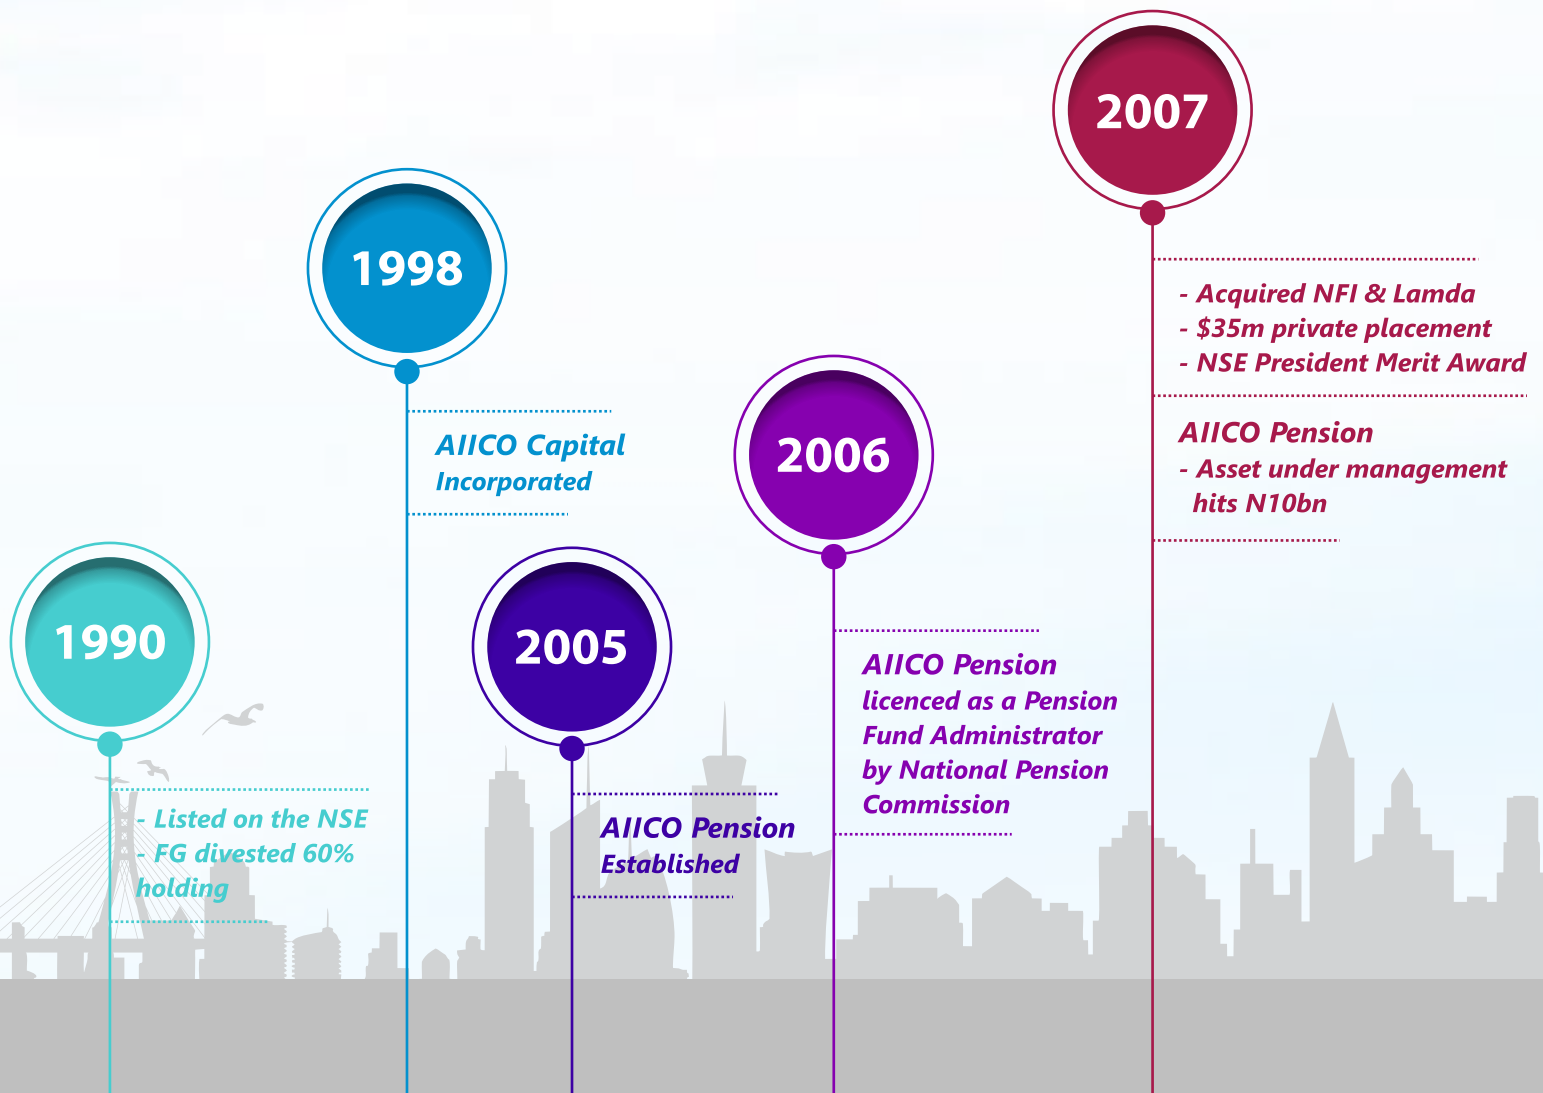 1990
- Listed on the NSE
- FG divested 60%
holding
1998
AIICO Capital
Incorporated
2005
AIICO Pension
Established
2006
AIICO Pension
licenced as a Pension
Fund Administrator
by National Pension
Commission
2007
- Acquired NFI & Lamda
- $35m private placement
- NSE President Merit Award
AIICO Pension
- Asset under management
hits N10bn